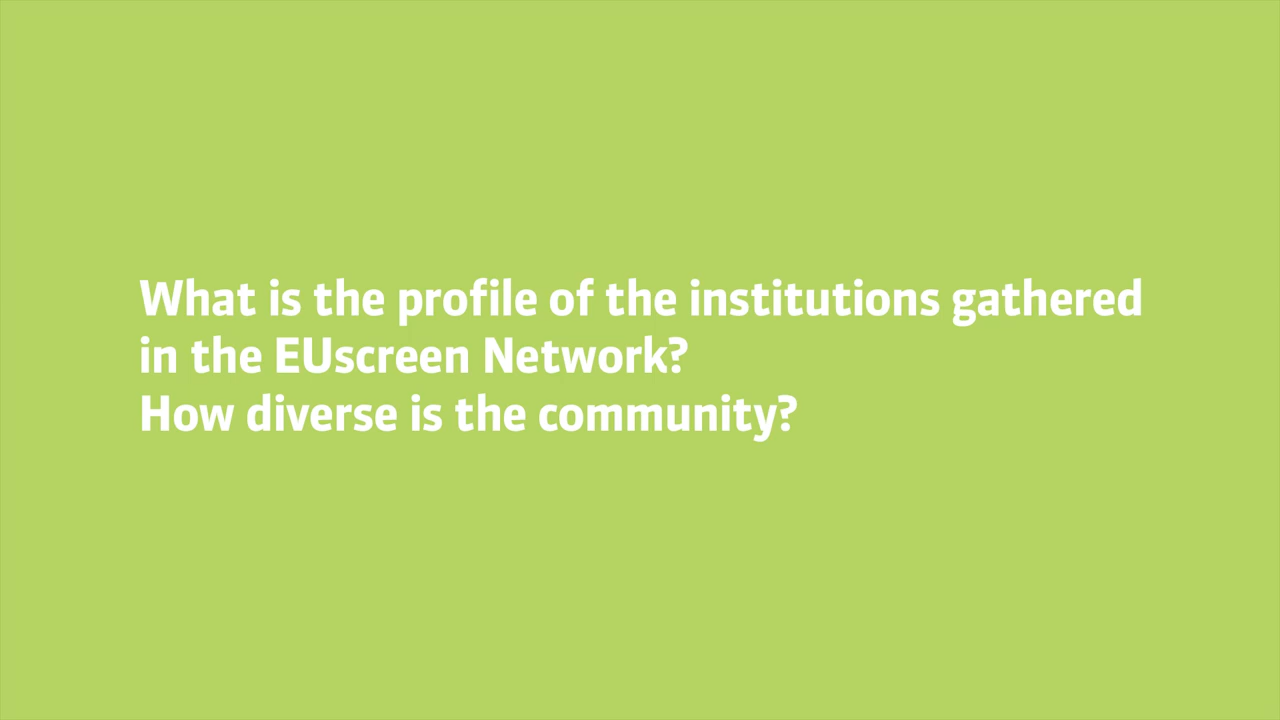 What is the profile of the institutions gathered
in the EUscreen Network?
How diverse is the community?